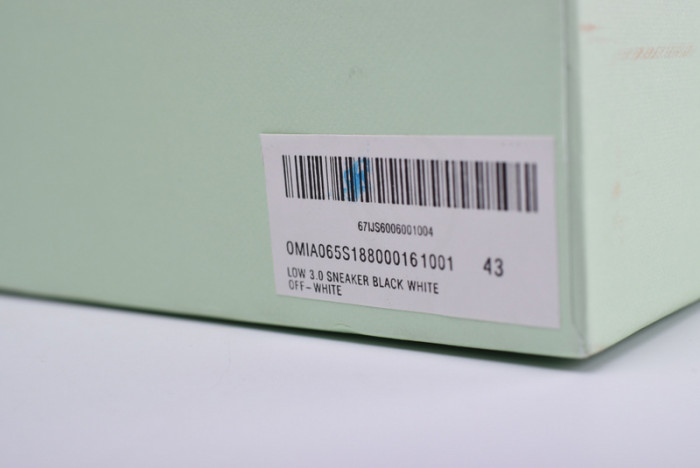 67IJS6006001004
OMIA065S188000161001 43
LOW 3.0 SNEAKER BLACK WHITE
OFF-WHITE